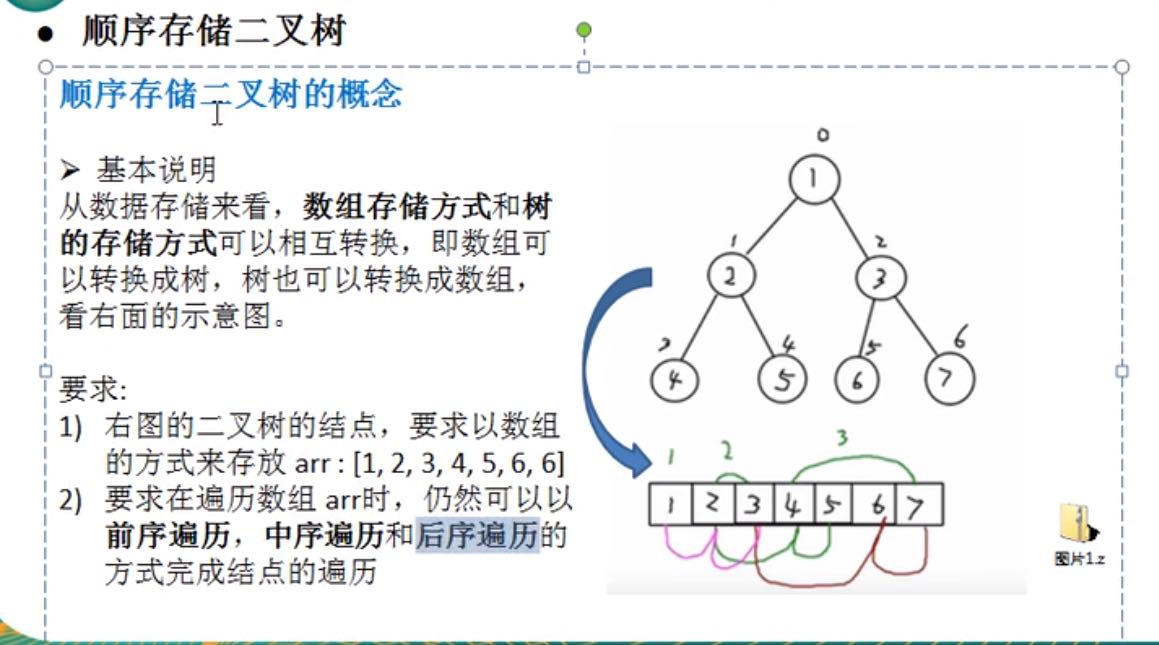 顺序存储二叉树
顺序存储二叉树的概念
基本说明
从数据存储来看，数组存储方式和树
的存储方式可以相互转换，即数组可
以转换成树，树也可以转换成数组，
看右面的示意图。
要求:
1) 右图的二叉树的结点，要求以数组
的方式来存放 arr : [1, 2, 3, 4, 5, 6, 6]
2) 要求在遍历数组 arr时，仍然可以以
前序遍历，中序遍历和后序遍历的
方式完成结点的遍历
0
1
1 2
2 3
3 4 5 6
4 5 6 7
1 2 3
1 2 3 4 5 6 7
图片1.z